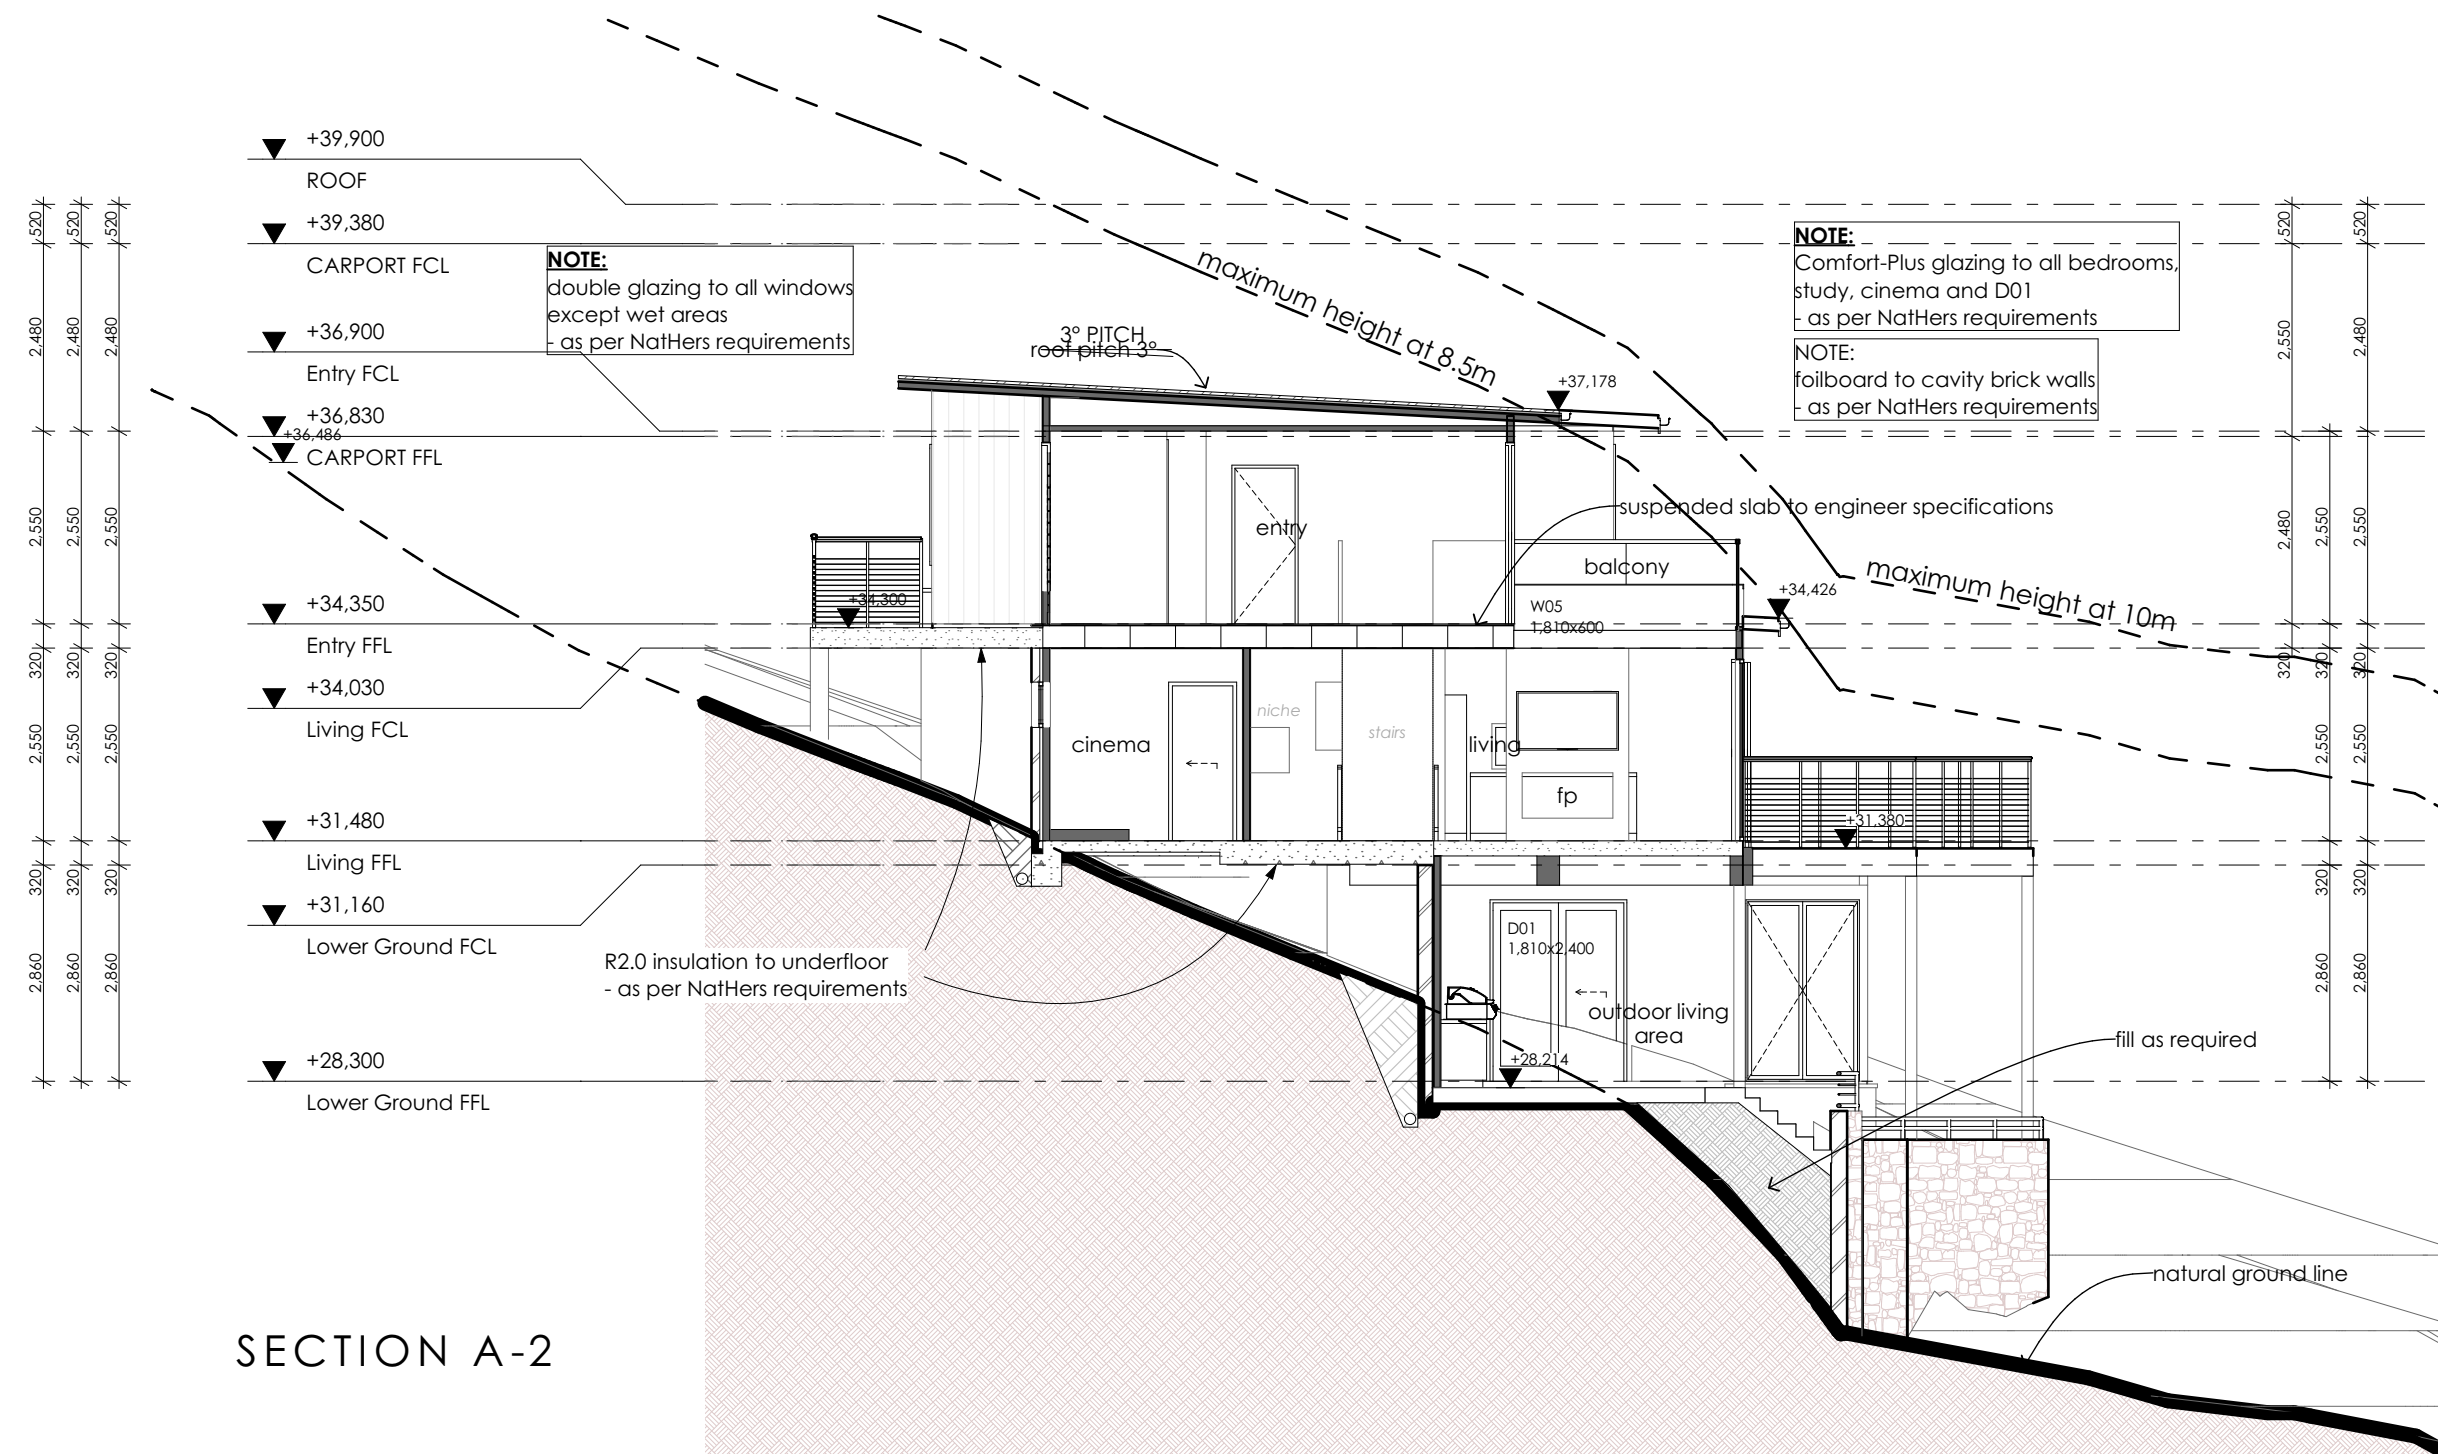 +39,900
ROOF
+39,380
CARPORT FCL
+36,900
Entry FCL
+36,830
+36,486
CARPORT FFL
+34,350
Entry FFL
+34,030
Living FCL
+31,480
Living FFL
+31,160
Lower Ground FCL
+28,300
Lower Ground FFL
520
2,480
2,550
320
2,550
320
2,860
520
2,480
2,550
320
2,550
320
2,860
520
2,480
2,550
320
2,550
320
2,860
NOTE:
double glazing to all windows
except wet areas
- as per NatHers requirements
3° PITCH
roof pitch 3°
maximum height at 8.5m
+37,178
NOTE:
Comfort-Plus glazing to all bedrooms,
study, cinema and D01
- as per NatHers requirements
NOTE:
foilboard to cavity brick walls
- as per NatHers requirements
suspended slab to engineer specifications
entry
balcony
maximum height at 10m
+34,426
+34,300
W05
1,810x600
niche
stairs
cinema
living
fp
+31,380
R2.0 insulation to underfloor
- as per NatHers requirements
D01
1,810x2,400
outdoor living
area
+28,214
fill as required
natural ground line
520
2,550
2,480
320
2,550
320
2,550
320
2,860
520
2,480
2,550
320
2,550
320
2,860
SECTION A-2